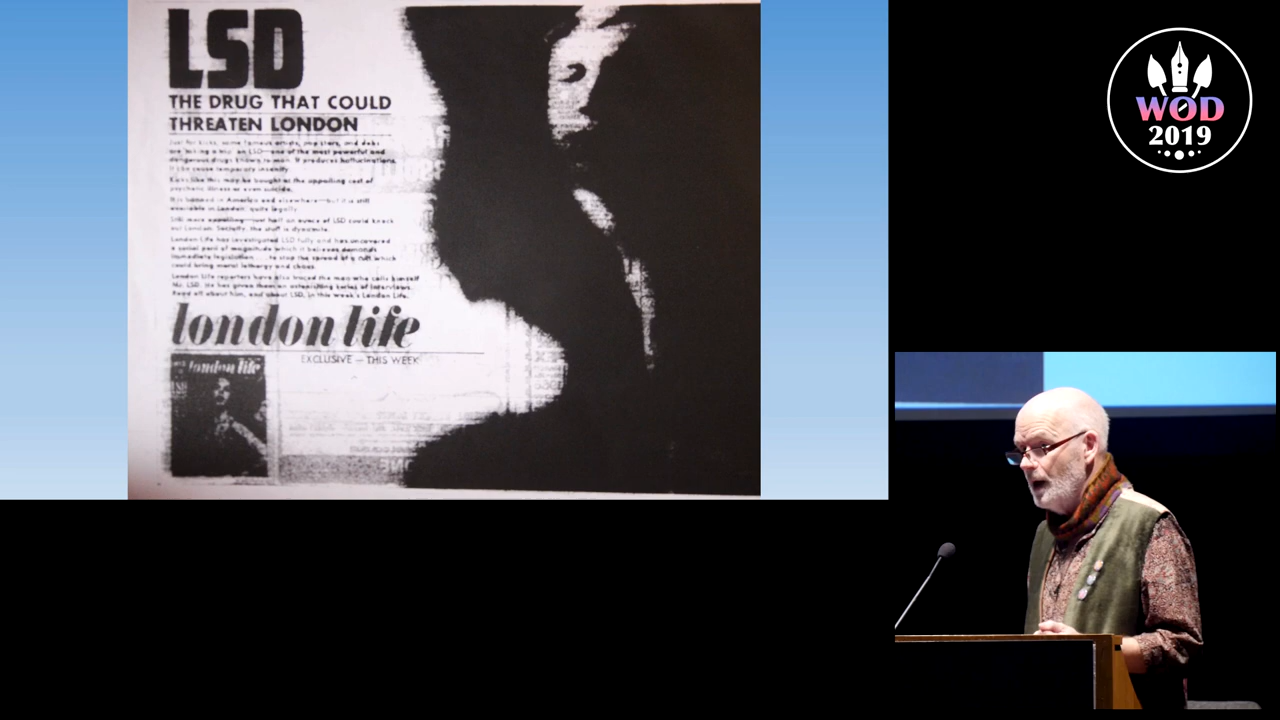 LSD
THE DRUG THAT COULD
THREATEN LONDON
Just for kicks, some famous artists, pop stars, and debs
are taking a trip on LSD—one of the most powerful and
dangerous drugs known to man. It produces hallucinations.
It can cause temporary insanity.
Kicks like this may be bought at the appalling cost of
psychotic illness or even suicide.
It is banned in America and elsewhere—but it is still
available in London, quite legally.
Still more appalling—just half an ounce of LSD could knock
out London. Socially, the stuff is dynamite.
London Life has investigated LSD fully and has uncovered
a social peril of magnitude which it believes demands
immediate legislation . . . to stop the spread of a cult which
could bring mental lethargy and chaos.
London Life reporters have also traced the man who calls himself
Mr. LSD. He has given them an astonishing series of interviews.
Read all about him, and about LSD, in this week's London Life.
london life
EXCLUSIVE — THIS WEEK
london life
WOD
2019